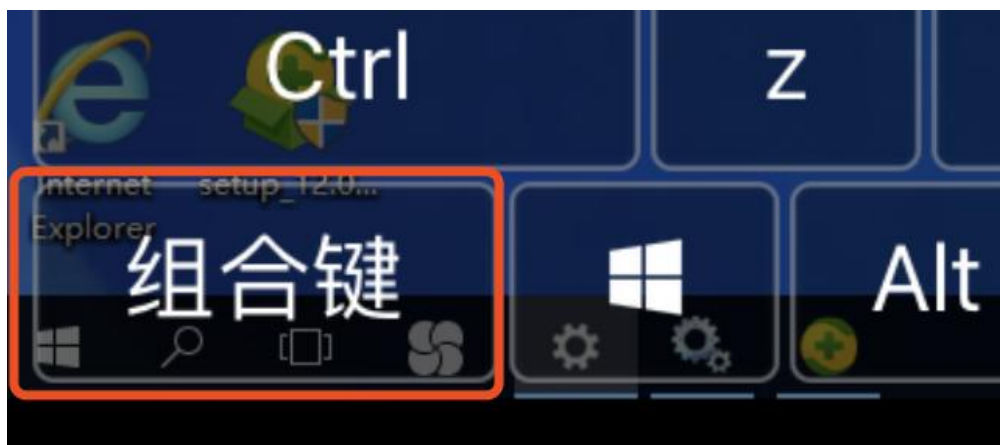 Ctrl z
Internet setup_12.0...
Explorer
组合键 Alt